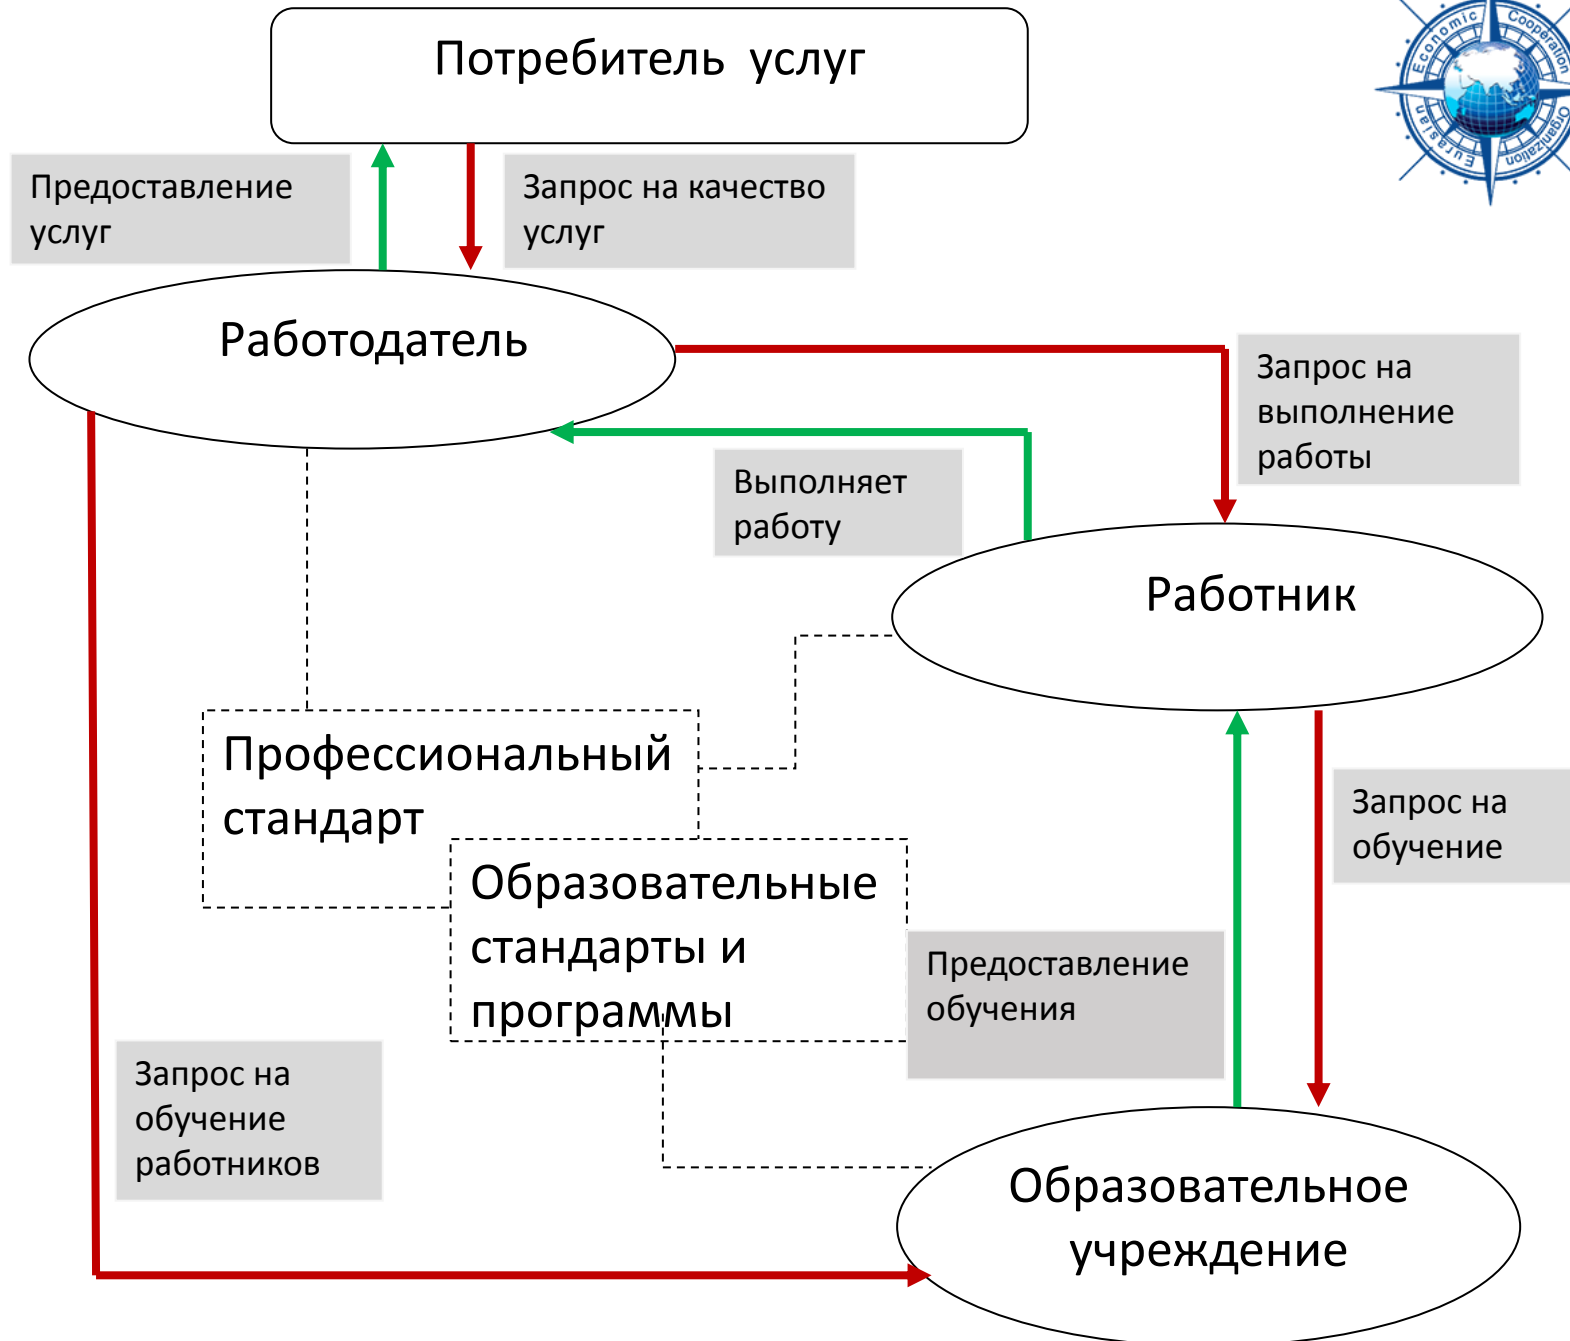 Потребитель услуг
Economic Cooperation
Organization
Eurasian
Предоставление
услуг
Запрос на качество
услуг
Работодатель
Запрос на
выполнение
работы
Выполняет
работу
Работник
Профессиональный
стандарт
Запрос на
обучение
Образовательные
стандарты и
программы
Предоставление
обучения
Запрос на
обучение
работников
Образовательное
учреждение